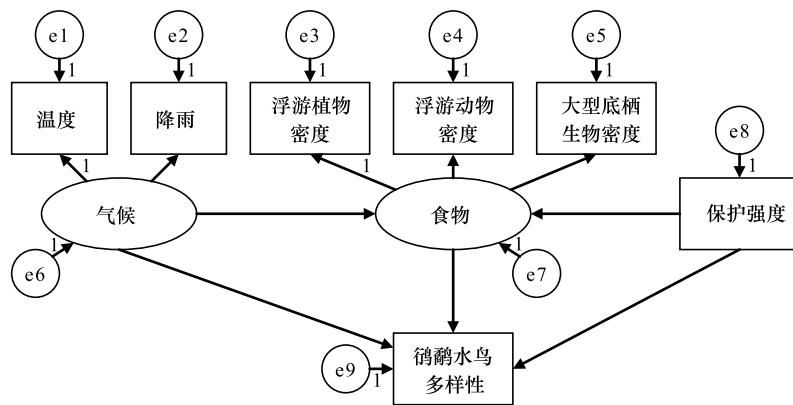 e1
e2
e3
e4
e5
1
1
1
1
1
温度
降雨
浮游植物
密度
浮游动物
密度
大型底栖
生物密度
e8
1
1
1
气候
食物
保护强度
1
1
e6
e7
e9
1
鸻鹬水鸟
多样性